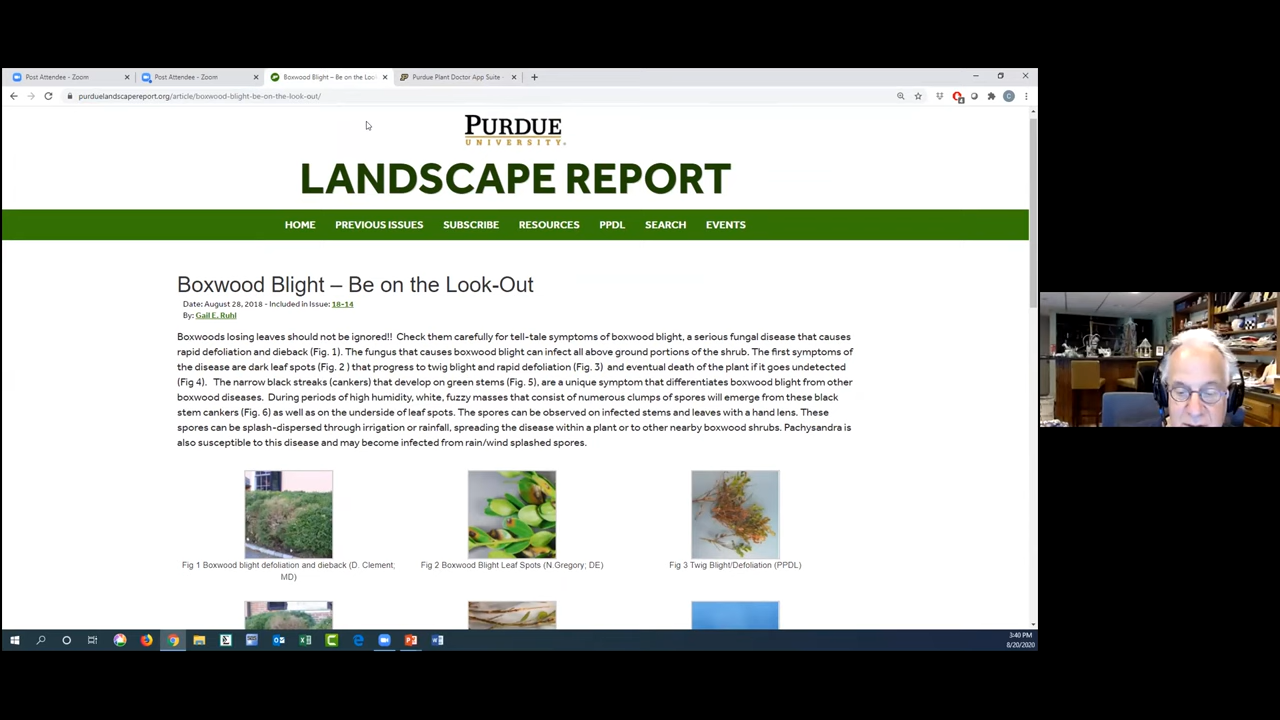 Post Attendee - Zoom
Post Attendee - Zoom
Boxwood Blight – Be on the Loo
Purdue Plant Doctor App Suite -
purduelandscapereport.org/article/boxwood-blight-be-on-the-look-out/
PURDUE
UNIVERSITY
LANDSCAPE REPORT
HOME PREVIOUS ISSUES SUBSCRIBE RESOURCES PPDL SEARCH EVENTS
Boxwood Blight – Be on the Look-Out
Date: August 28, 2018 - Included in Issue: 18-14
By: Gail E. Ruhl
Boxwoods losing leaves should not be ignored!! Check them carefully for tell-tale symptoms of boxwood blight, a serious fungal disease that causes
rapid defoliation and dieback (Fig. 1). The fungus that causes boxwood blight can infect all above ground portions of the shrub. The first symptoms of
the disease are dark leaf spots (Fig. 2 ) that progress to twig blight and rapid defoliation (Fig. 3) and eventual death of the plant if it goes undetected
(Fig 4). The narrow black streaks (cankers) that develop on green stems (Fig. 5), are a unique symptom that differentiates boxwood blight from other
boxwood diseases. During periods of high humidity, white, fuzzy masses that consist of numerous clumps of spores will emerge from these black
stem cankers (Fig. 6) as well as on the underside of leaf spots. The spores can be observed on infected stems and leaves with a hand lens. These
spores can be splash-dispersed through irrigation or rainfall, spreading the disease within a plant or to other nearby boxwood shrubs. Pachysandra is
also susceptible to this disease and may become infected from rain/wind splashed spores.
Fig 1 Boxwood blight defoliation and dieback (D. Clement;
MD)
Fig 2 Boxwood Blight Leaf Spots (N.Gregory; DE)
Fig 3 Twig Blight/Defoliation (PPDL)
3:40 PM
8/20/2020